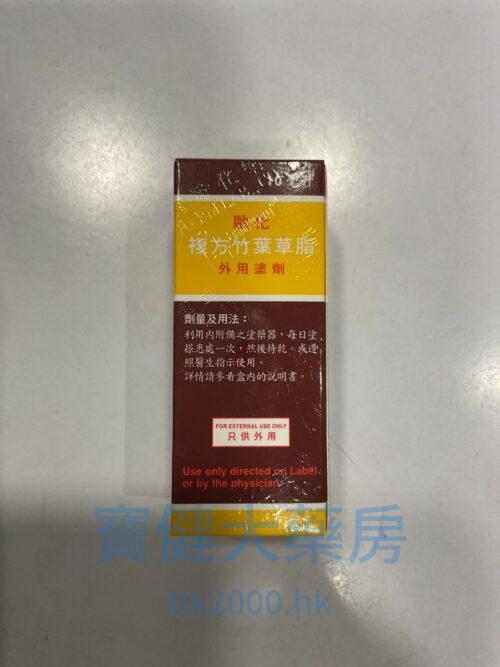 歐化
複方竹葉草脂
外用塗劑
劑量及用法：
利用內附備之塗藥器，每日塗
搽患處一次，然後待乾。或遵
照醫生指示使用。
詳情請參看盒內的說明書。
FOR EXTERNAL USE ONLY
只供外用
Use only directed on Label
or by the physician.
寶健大藥房
bk2000.hk